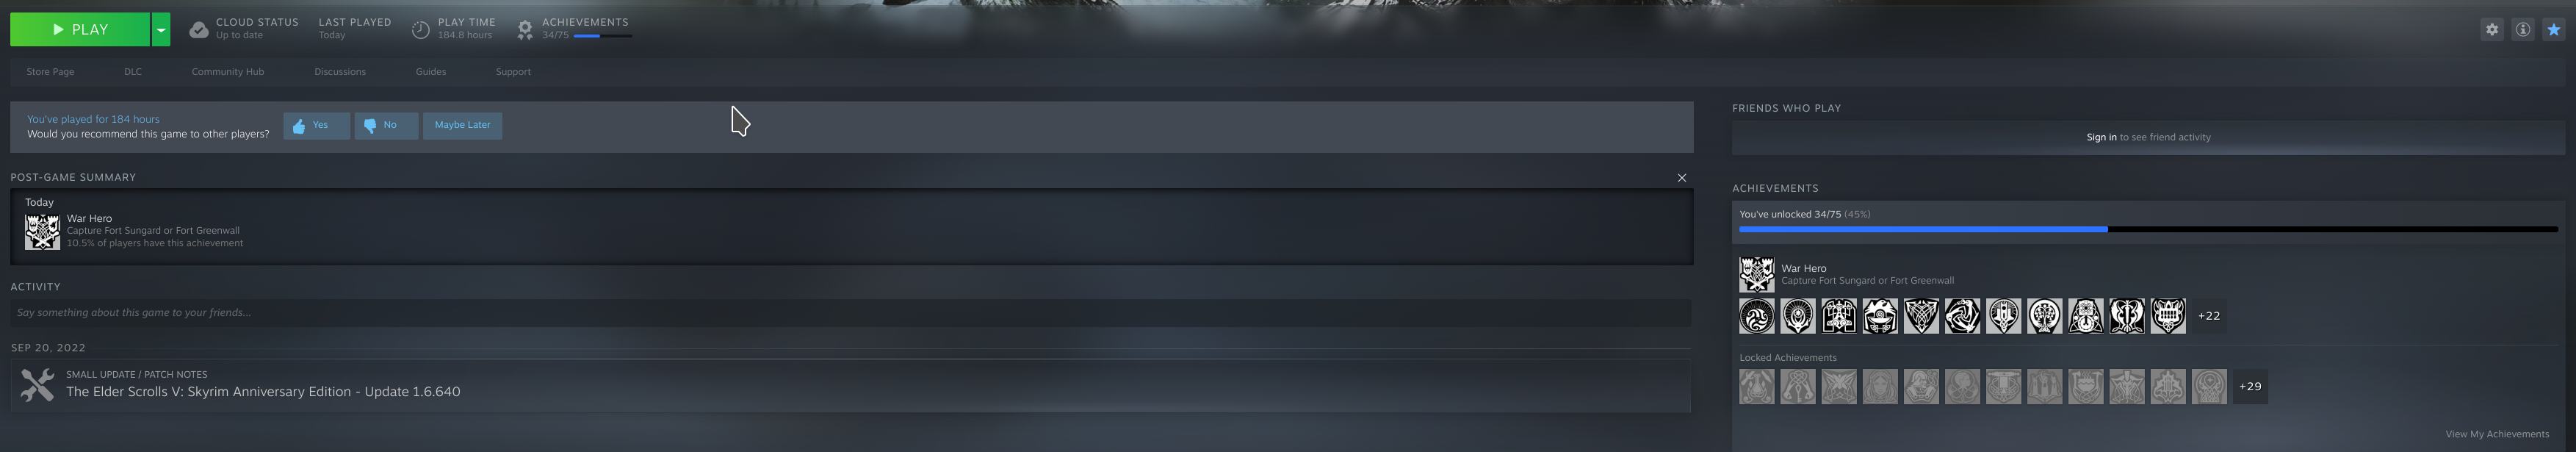 PLAY
CLOUD STATUS
Up to date
LAST PLAYED
Today
PLAY TIME
184.8 hours
ACHIEVEMENTS
34/75
Store Page
DLC
Community Hub
Discussions
Guides
Support
You've played for 184 hours
Would you recommend this game to other players?
Yes
No
Maybe Later
POST-GAME SUMMARY
Today
War Hero
Capture Fort Sungard or Fort Greenwall
10.5% of players have this achievement
ACTIVITY
Say something about this game to your friends...
SEP 20, 2022
SMALL UPDATE / PATCH NOTES
The Elder Scrolls V: Skyrim Anniversary Edition - Update 1.6.640
FRIENDS WHO PLAY
Sign in to see friend activity
ACHIEVEMENTS
You've unlocked 34/75 (45%)
War Hero
Capture Fort Sungard or Fort Greenwall
+22
Locked Achievements
+29
View My Achievements